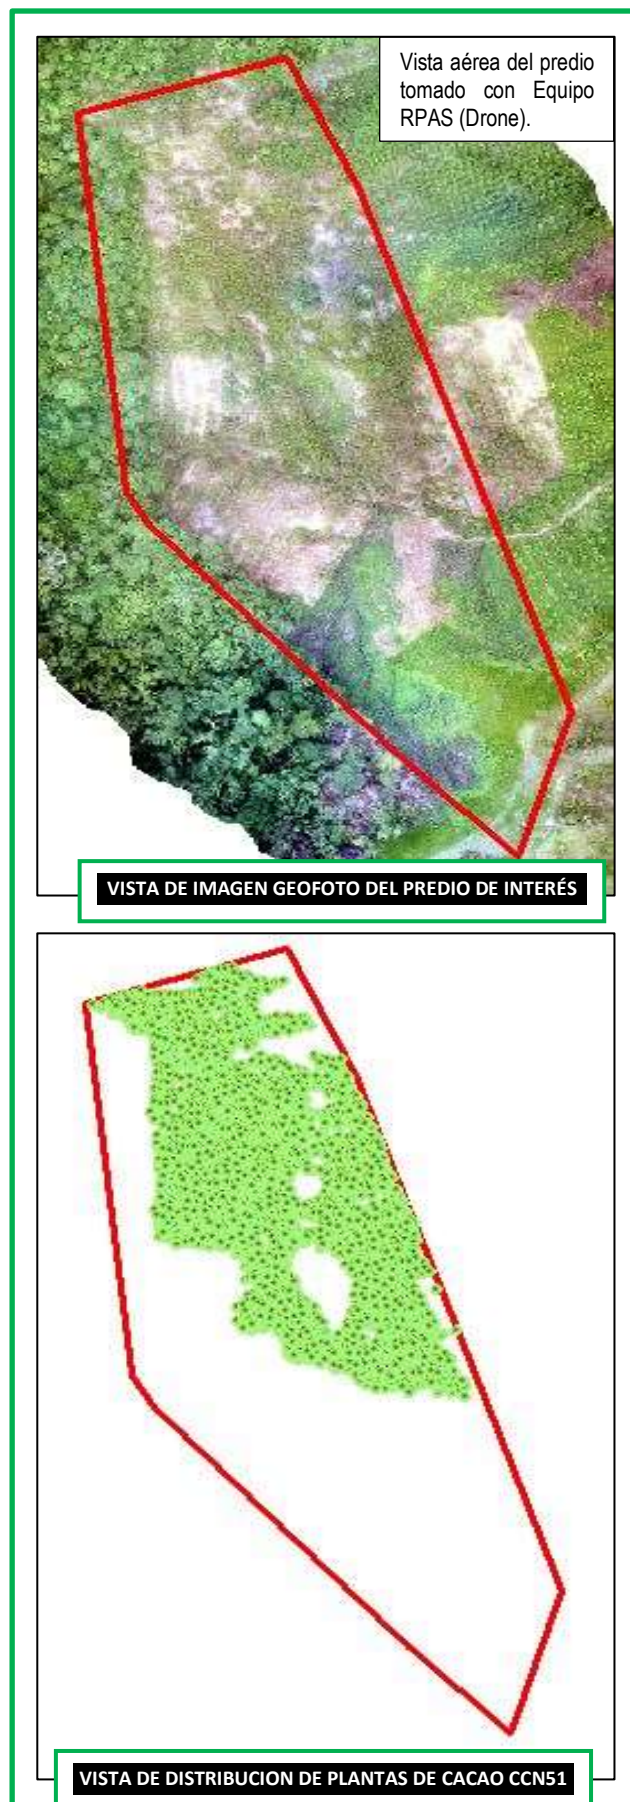 Vista aérea del predio
tomado con Equipo
RPAS (Drone).
VISTA DE IMAGEN GEOFOTO DEL PREDIO DE INTERÉS
VISTA DE DISTRIBUCION DE PLANTAS DE CACAO CCN51